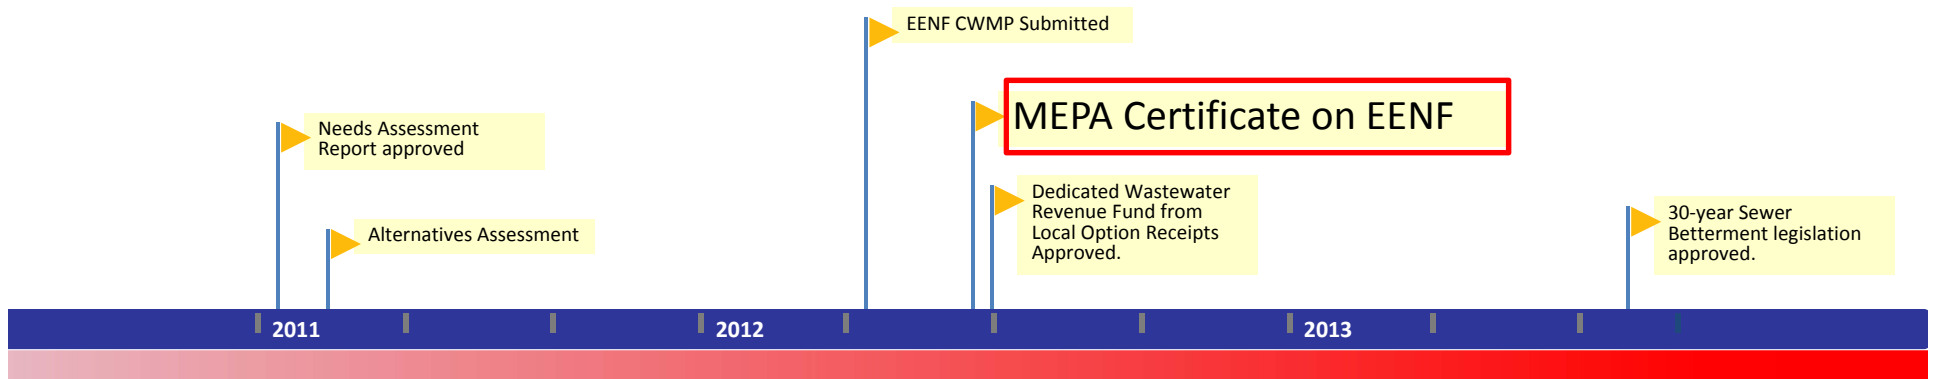 EENF CWMP Submitted
MEPA Certificate on EENF
Needs Assessment
Report approved
Dedicated Wastewater
Revenue Fund from
Local Option Receipts
Approved.
30-year Sewer
Betterment legislation
approved.
Alternatives Assessment
2011
2012
2013